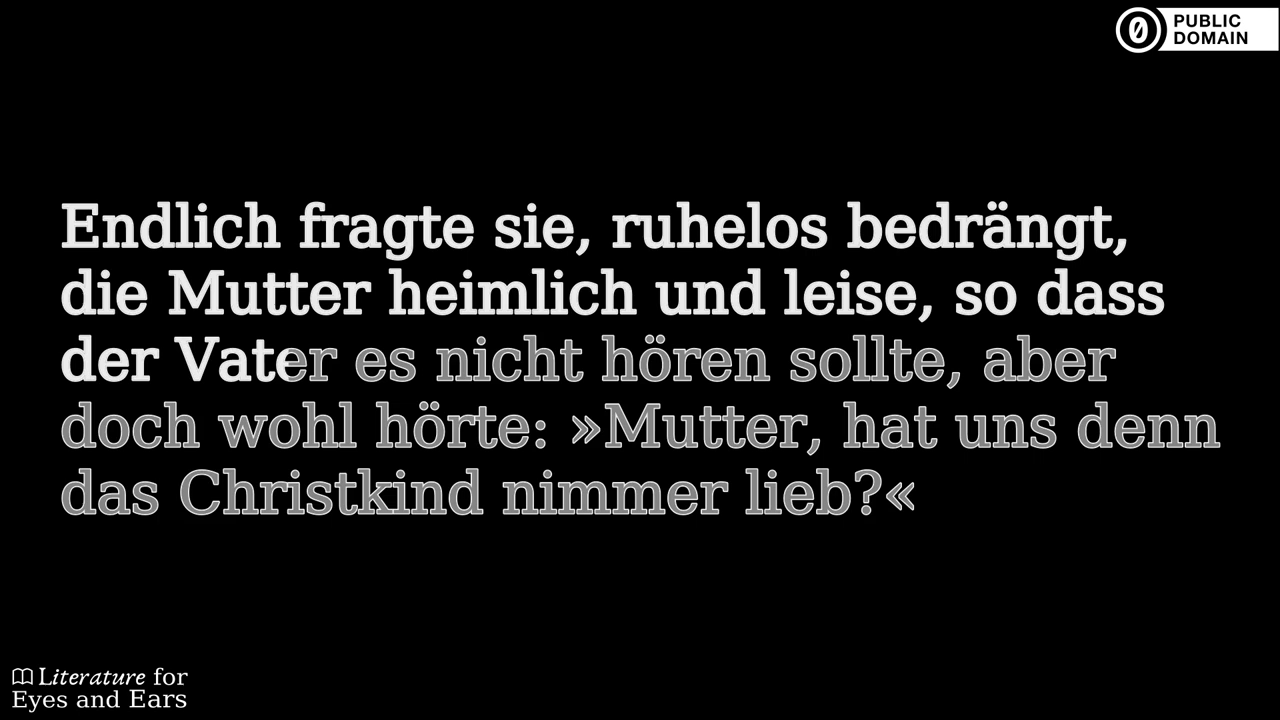 PUBLIC
DOMAIN
Endlich fragte sie, ruhelos bedrängt,
die Mutter heimlich und leise, so dass
der Vater es nicht hören sollte, aber
doch wohl hörte: »Mutter, hat uns denn
das Christkind nimmer lieb?«
Literature for
Eyes and Ears